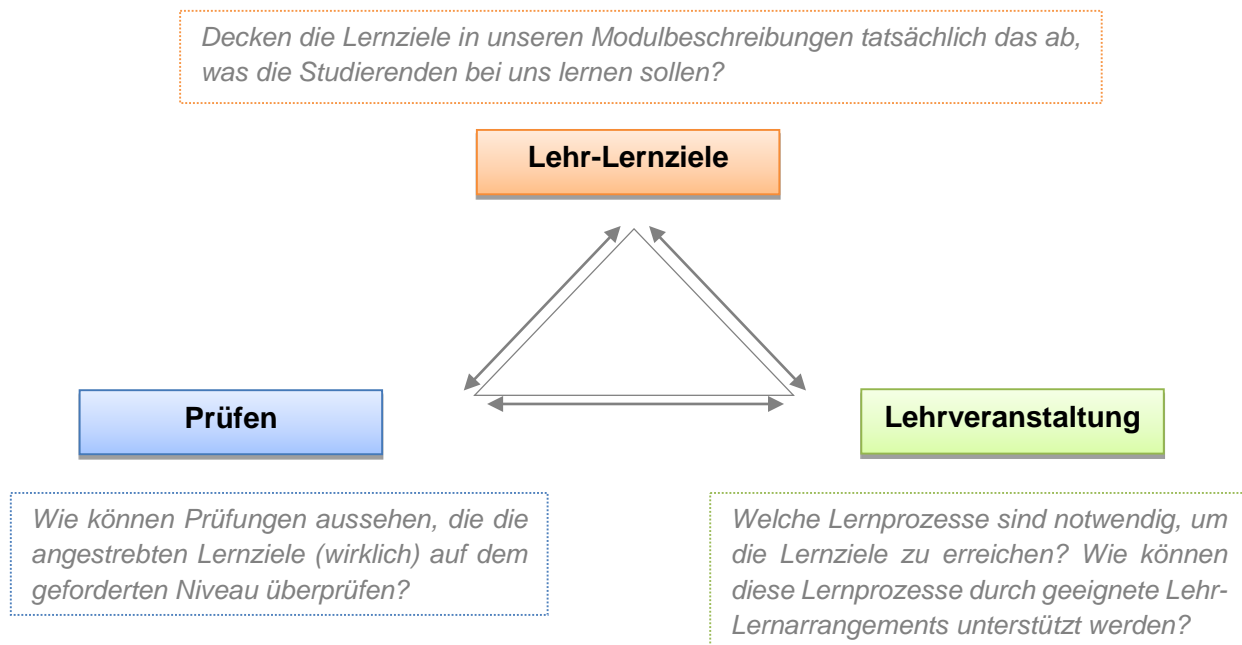 Decken die Lernziele in unseren Modulbeschreibungen tatsächlich das ab,
was die Studierenden bei uns lernen sollen?
Lehr-Lernziele
Prüfen
Lehrveranstaltung
Wie können Prüfungen aussehen, die die
angestrebten Lernziele (wirklich) auf dem
geforderten Niveau überprüfen?
Welche Lernprozesse sind notwendig, um
die Lernziele zu erreichen? Wie können
diese Lernprozesse durch geeignete Lehr-
Lernarrangements unterstützt werden?